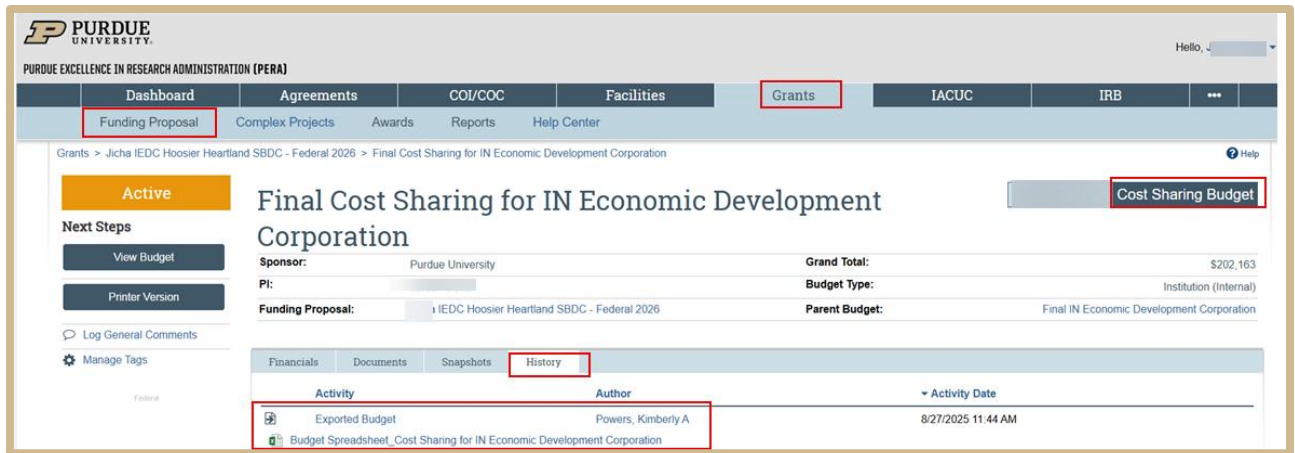 PURDUE
UNIVERSITY.
Hello, J
PURDUE EXCELLENCE IN RESEARCH ADMINISTRATION (PERA)
Dashboard Agreements COI/COC Facilities Grants IACUC IRB •••
Funding Proposal Complex Projects Awards Reports Help Center
Grants > Jicha IEDC Hoosier Heartland SBDC - Federal 2026 > Final Cost Sharing for IN Economic Development Corporation Help
Active
Final Cost Sharing for IN Economic Development
Corporation
Cost Sharing Budget
Next Steps
View Budget
Printer Version
Log General Comments
Manage Tags
Federal
Sponsor: Purdue University Grand Total: $202,163
PI: Budget Type: Institution (Internal)
Funding Proposal: IEDC Hoosier Heartland SBDC - Federal 2026 Parent Budget: Final IN Economic Development Corporation
Financials Documents Snapshots History
Activity Author Activity Date
Exported Budget Powers, Kimberly A 8/27/2025 11:44 AM
Budget Spreadsheet_Cost Sharing for IN Economic Development Corporation